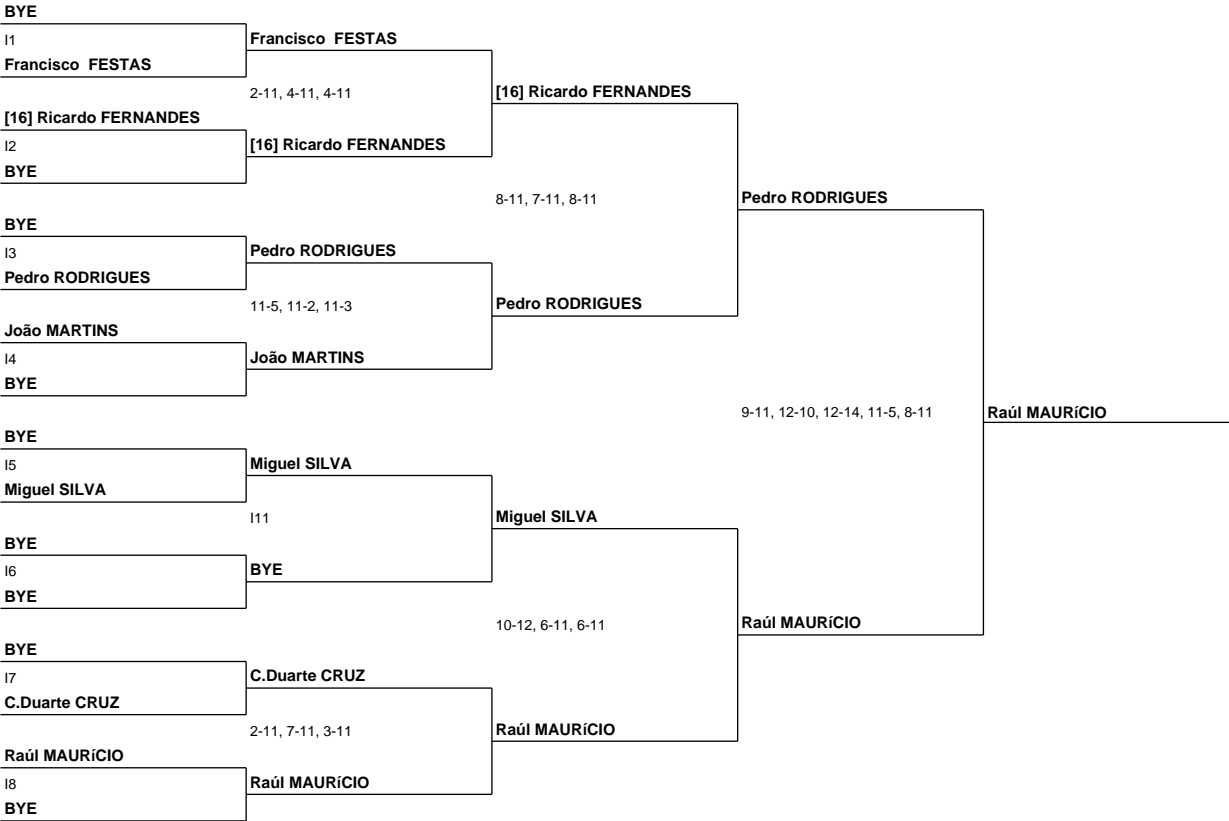 BYE
I1
Francisco  FESTAS
Francisco  FESTAS
2-11, 4-11, 4-11
[16] Ricardo FERNANDES
[16] Ricardo FERNANDES
I2
[16] Ricardo FERNANDES
BYE
8-11, 7-11, 8-11
Pedro RODRIGUES
BYE
I3
Pedro RODRIGUES
Pedro RODRIGUES
11-5, 11-2, 11-3
Pedro RODRIGUES
João MARTINS
I4
João MARTINS
BYE
9-11, 12-10, 12-14, 11-5, 8-11
Raúl MAURíCIO
BYE
I5
Miguel SILVA
Miguel SILVA
I11
Miguel SILVA
BYE
I6
BYE
BYE
10-12, 6-11, 6-11
Raúl MAURíCIO
BYE
I7
C.Duarte CRUZ
C.Duarte CRUZ
2-11, 7-11, 3-11
Raúl MAURíCIO
Raúl MAURíCIO
I8
Raúl MAURíCIO
BYE